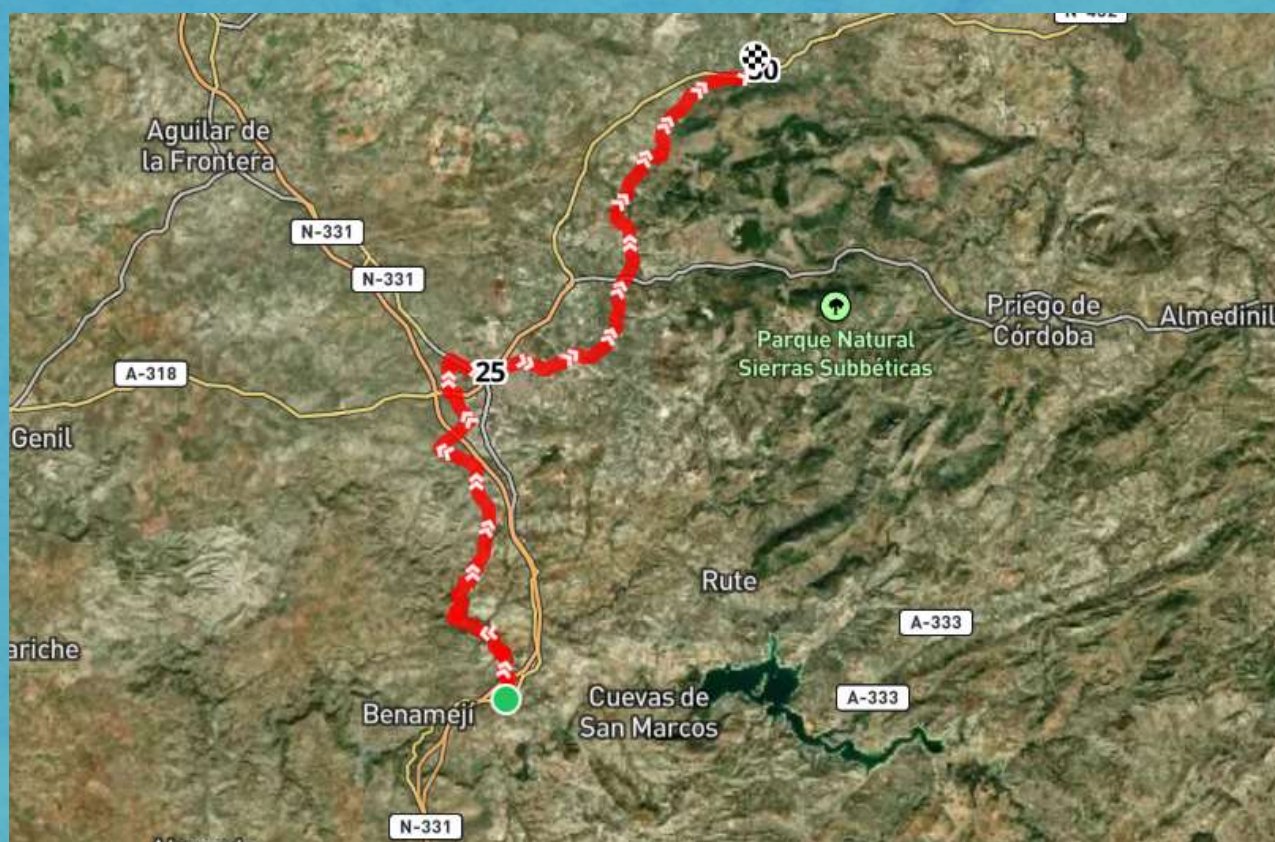 Aguilar de
la Frontera
N-331
N-331
A-318
25
Priego de
Córdoba
Almedinil
Parque Natural
Sierras Subbéticas
Genil
Rute
A-333
ariche
Cuevas de
San Marcos
A-333
Benamejí
N-331